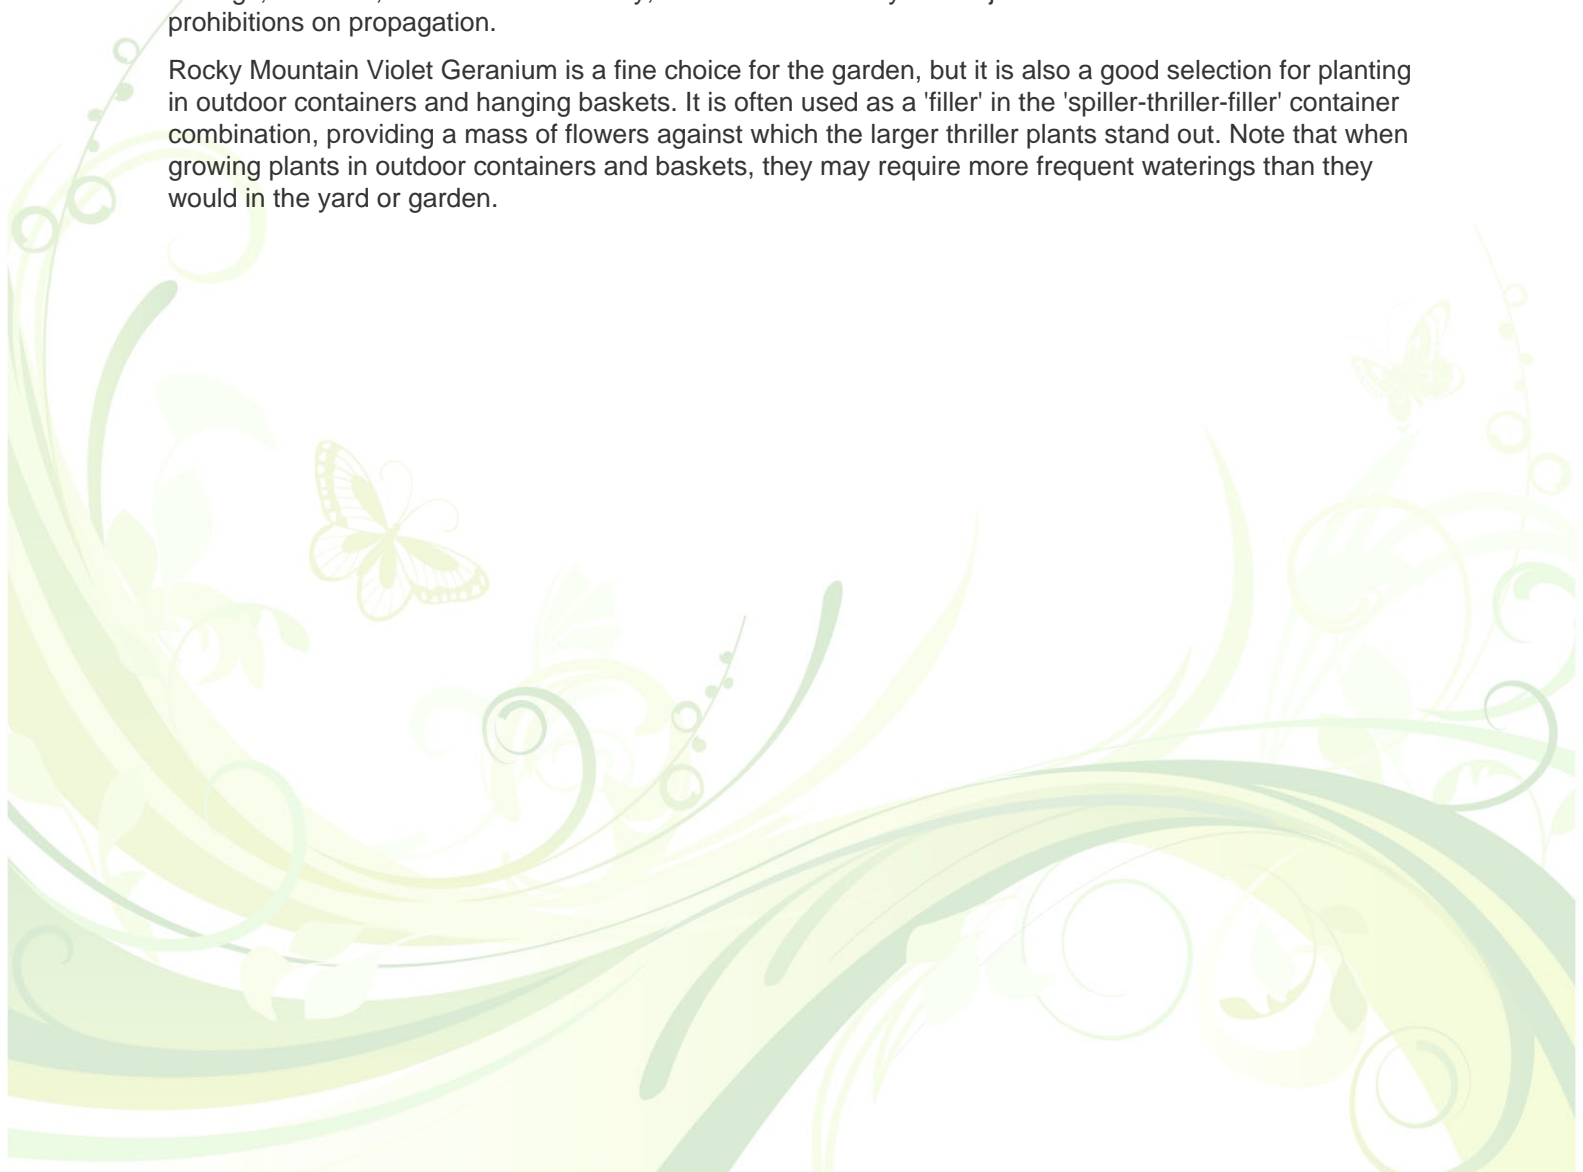 prohibitions on propagation.
Rocky Mountain Violet Geranium is a fine choice for the garden, but it is also a good selection for planting
in outdoor containers and hanging baskets. It is often used as a 'filler' in the 'spiller-thriller-filler' container
combination, providing a mass of flowers against which the larger thriller plants stand out. Note that when
growing plants in outdoor containers and baskets, they may require more frequent waterings than they
would in the yard or garden.